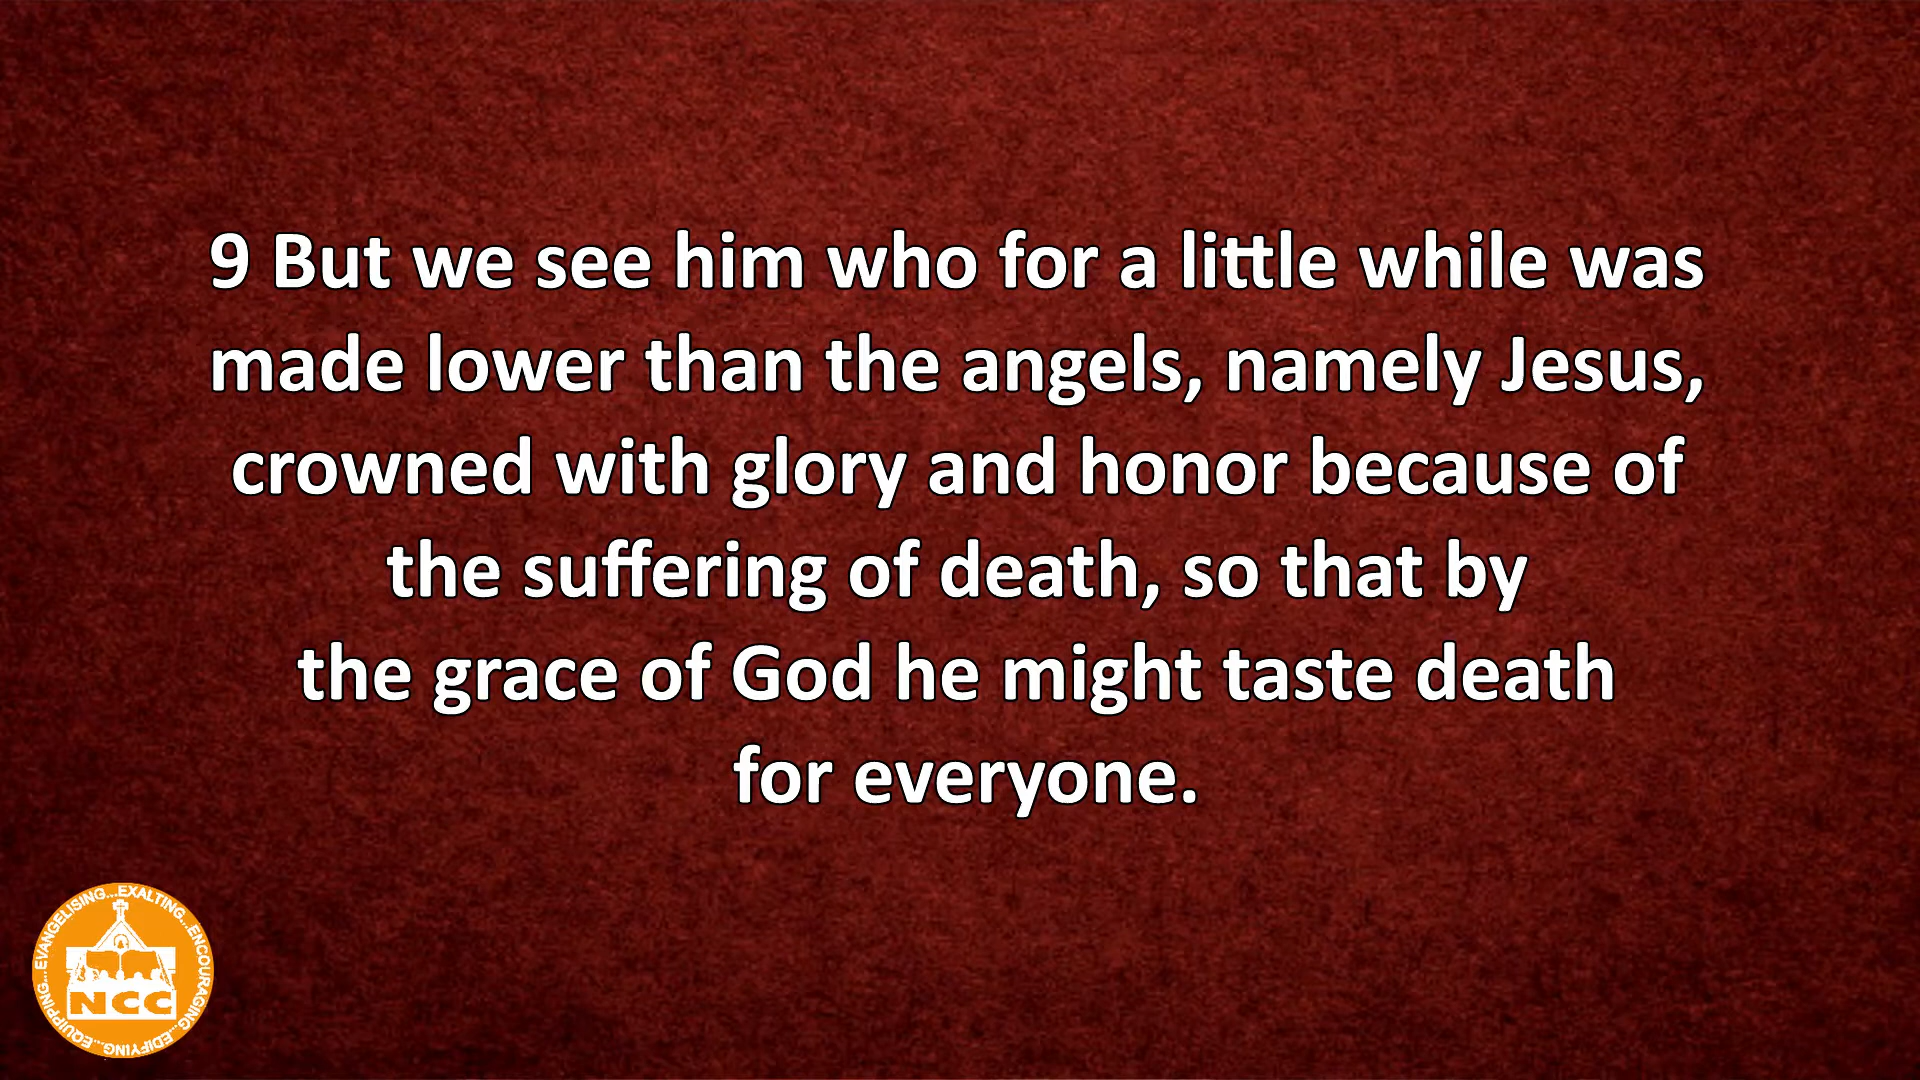 9 But we see him who for a little while was
made lower than the angels, namely Jesus,
crowned with glory and honor because of
the suffering of death, so that by
the grace of God he might taste death
for everyone.
EQUIPPING...EVANGELISING...EXALTING...ENCOURAGING...EDIFYING...
NCC